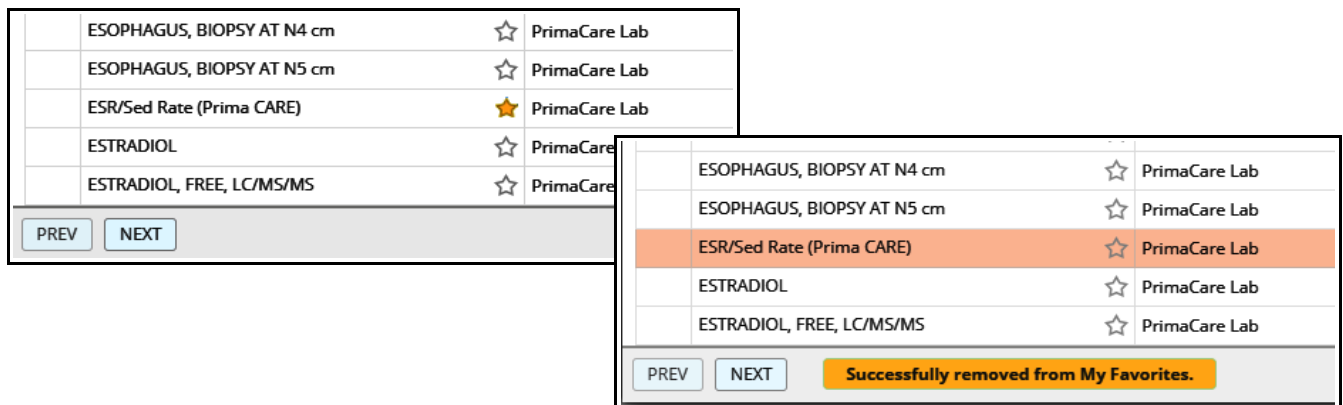 ESOPHAGUS, BIOPSY AT N4 cm PrimaCare Lab
ESOPHAGUS, BIOPSY AT N5 cm PrimaCare Lab
ESR/Sed Rate (Prima CARE) PrimaCare Lab
ESTRADIOL PrimaCare
ESTRADIOL, FREE, LC/MS/MS PrimaCare
PREV NEXT
ESOPHAGUS, BIOPSY AT N4 cm PrimaCare Lab
ESOPHAGUS, BIOPSY AT N5 cm PrimaCare Lab
ESR/Sed Rate (Prima CARE) PrimaCare Lab
ESTRADIOL PrimaCare Lab
ESTRADIOL, FREE, LC/MS/MS PrimaCare Lab
PREV NEXT Successfully removed from My Favorites.